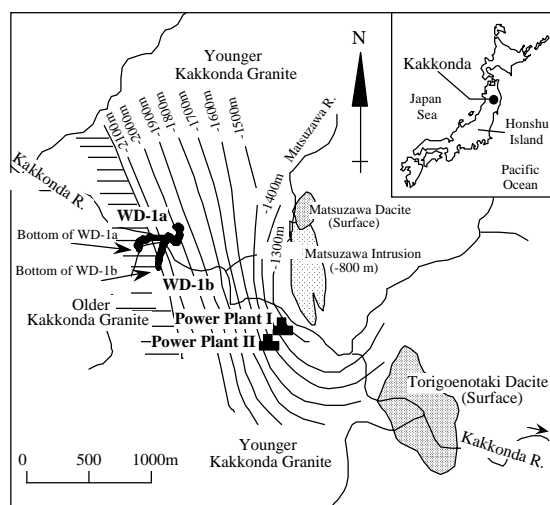 Younger
Kakkonda Granite
N
Kakkonda
Japan
Sea
Honshu
Island
Pacific
Ocean
Matsuzawa R.
-2100m
-2000m
-1900m
-1800m
-1700m
-1600m
-1500m
-1400m
-1300m
Kakkonda R.
WD-1a
Bottom of WD-1a
Bottom of WD-1b
WD-1b
Matsuzawa Dacite
(Surface)
Matsuzawa Intrusion
(-800 m)
Older
Kakkonda Granite
Power Plant I
Power Plant II
Torigoenotaki Dacite
(Surface)
Younger
Kakkonda Granite
Kakkonda R.
0 500 1000m